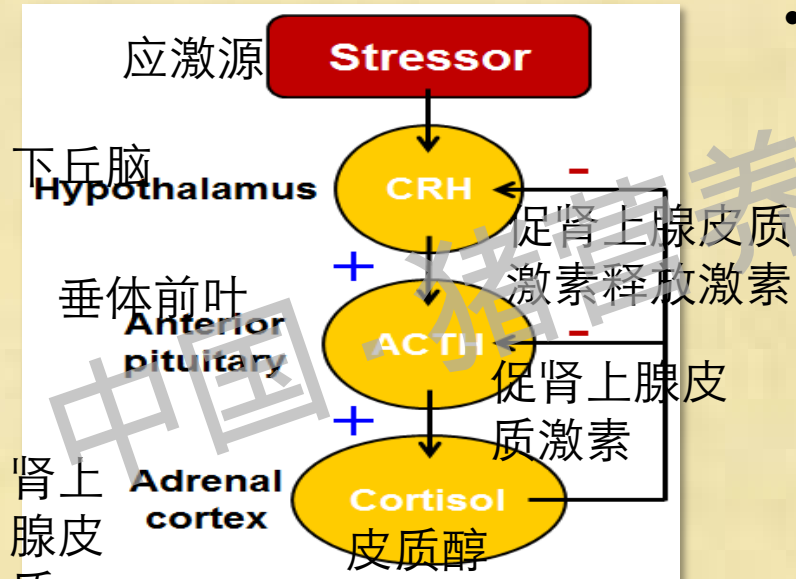 应激源 Stressor
下丘脑
Hypothalamus CRH -
促肾上腺皮质
激素释放激素
+
垂体前叶
Anterior
pituitary ACTH -
促肾上腺皮
质激素
+
肾上
腺皮
质
Adrenal
cortex
Cortisol
皮质醇
中国·猪营养